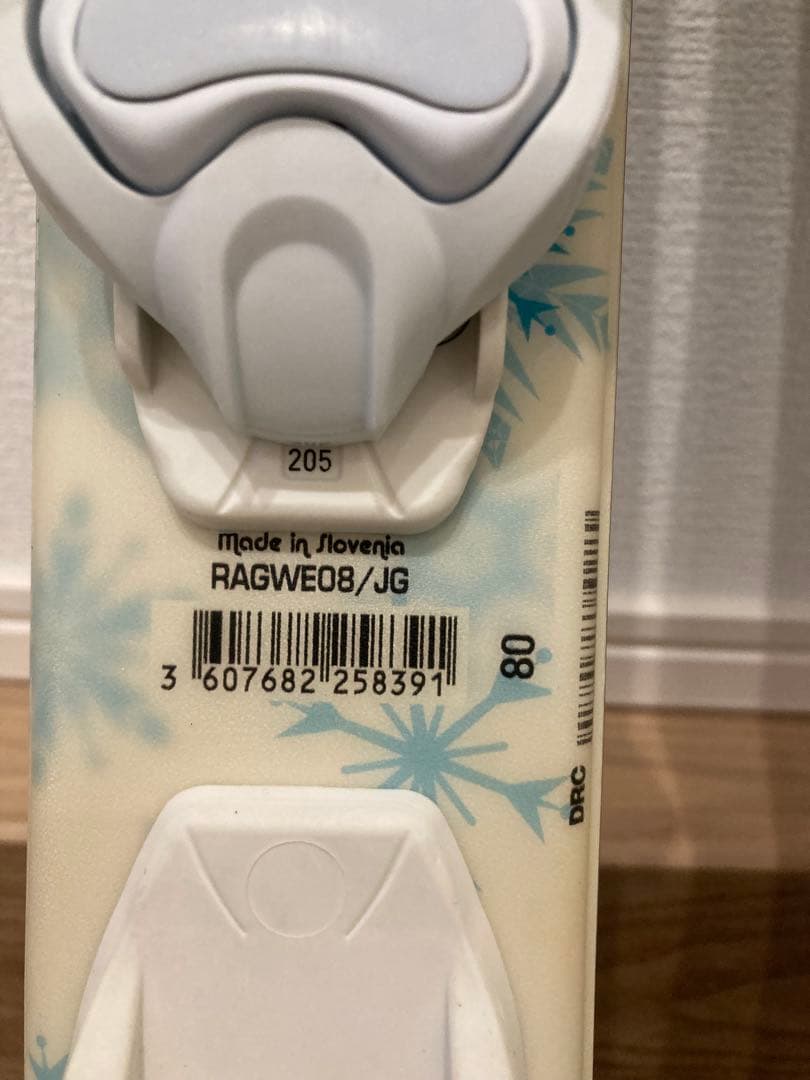 205
Made in Slovenia
RAGWE08/JG
3 607682 258391
80
DRC